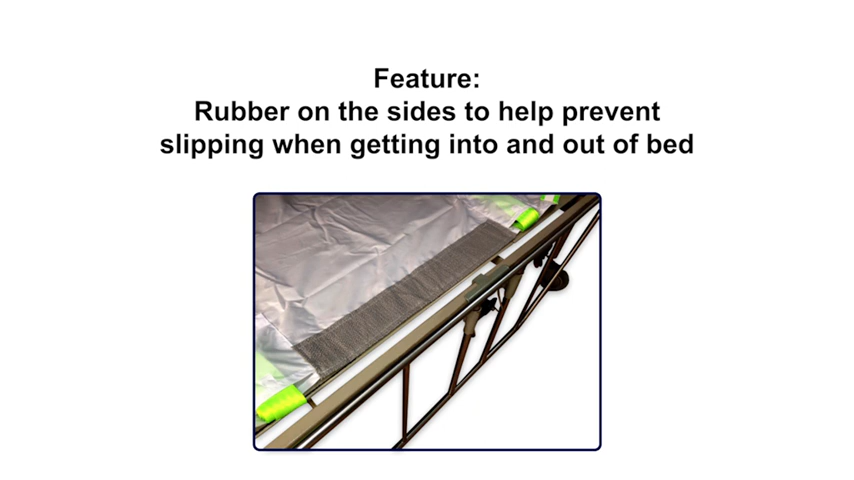 Feature:
Rubber on the sides to help prevent
slipping when getting into and out of bed